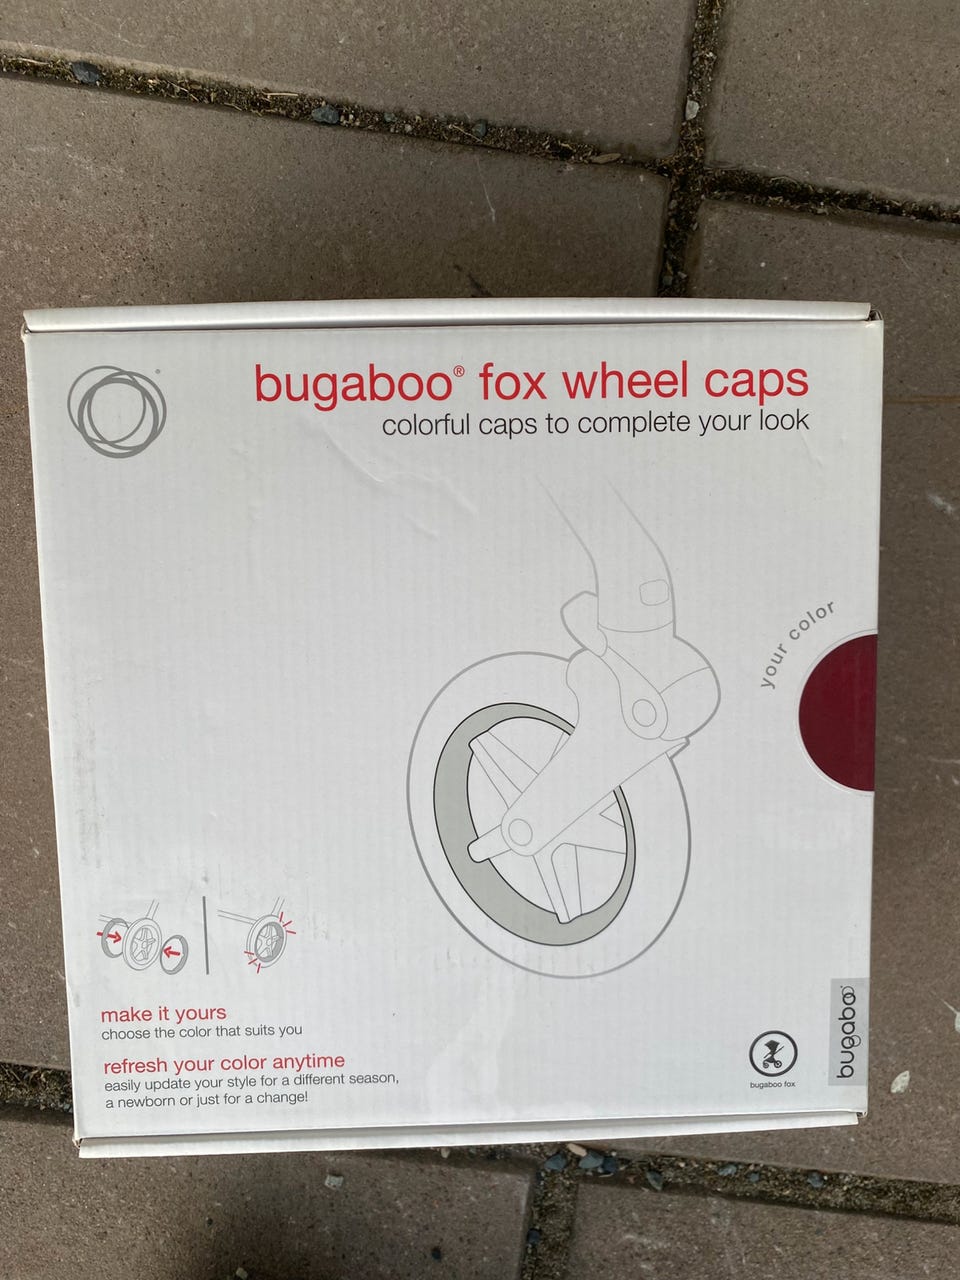 bugaboo® fox wheel caps
colorful caps to complete your look
your color
make it yours
choose the color that suits you
refresh your color anytime
easily update your style for a different season,
a newborn or just for a change!
bugaboo fox
bugaboo